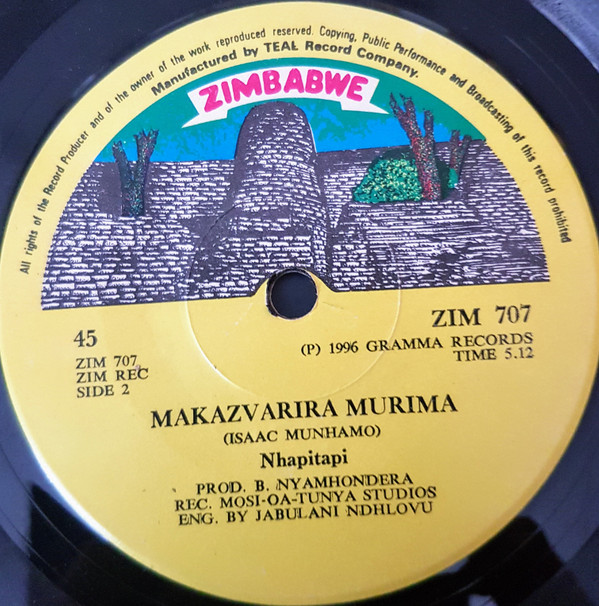 All rights of the Record Producer and of the owner of the work reproduced reserved. Copying, Public Performance and Broadcasting of this record prohibited
Manufactured by TEAL Record Company.
ZIMBABWE
45
ZIM 707
ZIM REC
SIDE 2
ZIM 707
(P) 1996 GRAMMA RECORDS
TIME 5.12
MAKAZVARIRA MURIMA
(ISAAC MUNHAMO)
Nhapitapi
PROD. B. NYAMHONDERA
REC. MOSI-OA-TUNYA STUDIOS
ENG. BY JABULANI NDHLOVU